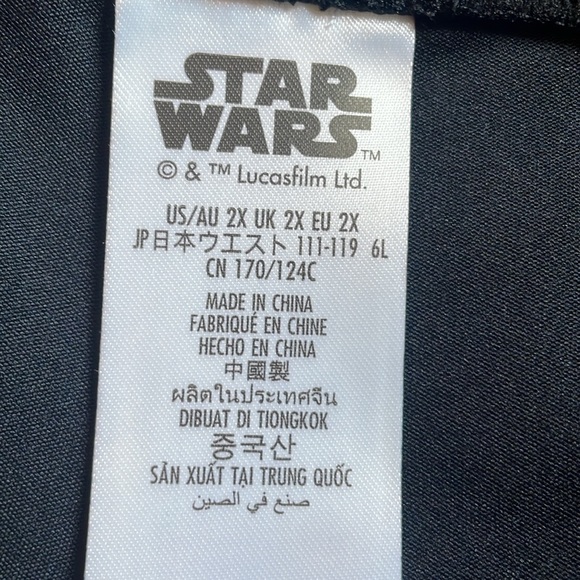 STAR
WARS™
© & ™ Lucasfilm Ltd.
US/AU 2X UK 2X EU 2X
JP日本ウエスト 111-119 6L
CN 170/124C
MADE IN CHINA
FABRIQUÉ EN CHINE
HECHO EN CHINA
中國製
ผลิตในประเทศจีน
DIBUAT DI TIONGKOK
중국산
SẢN XUẤT TẠI TRUNG QUỐC
صنع في الصين